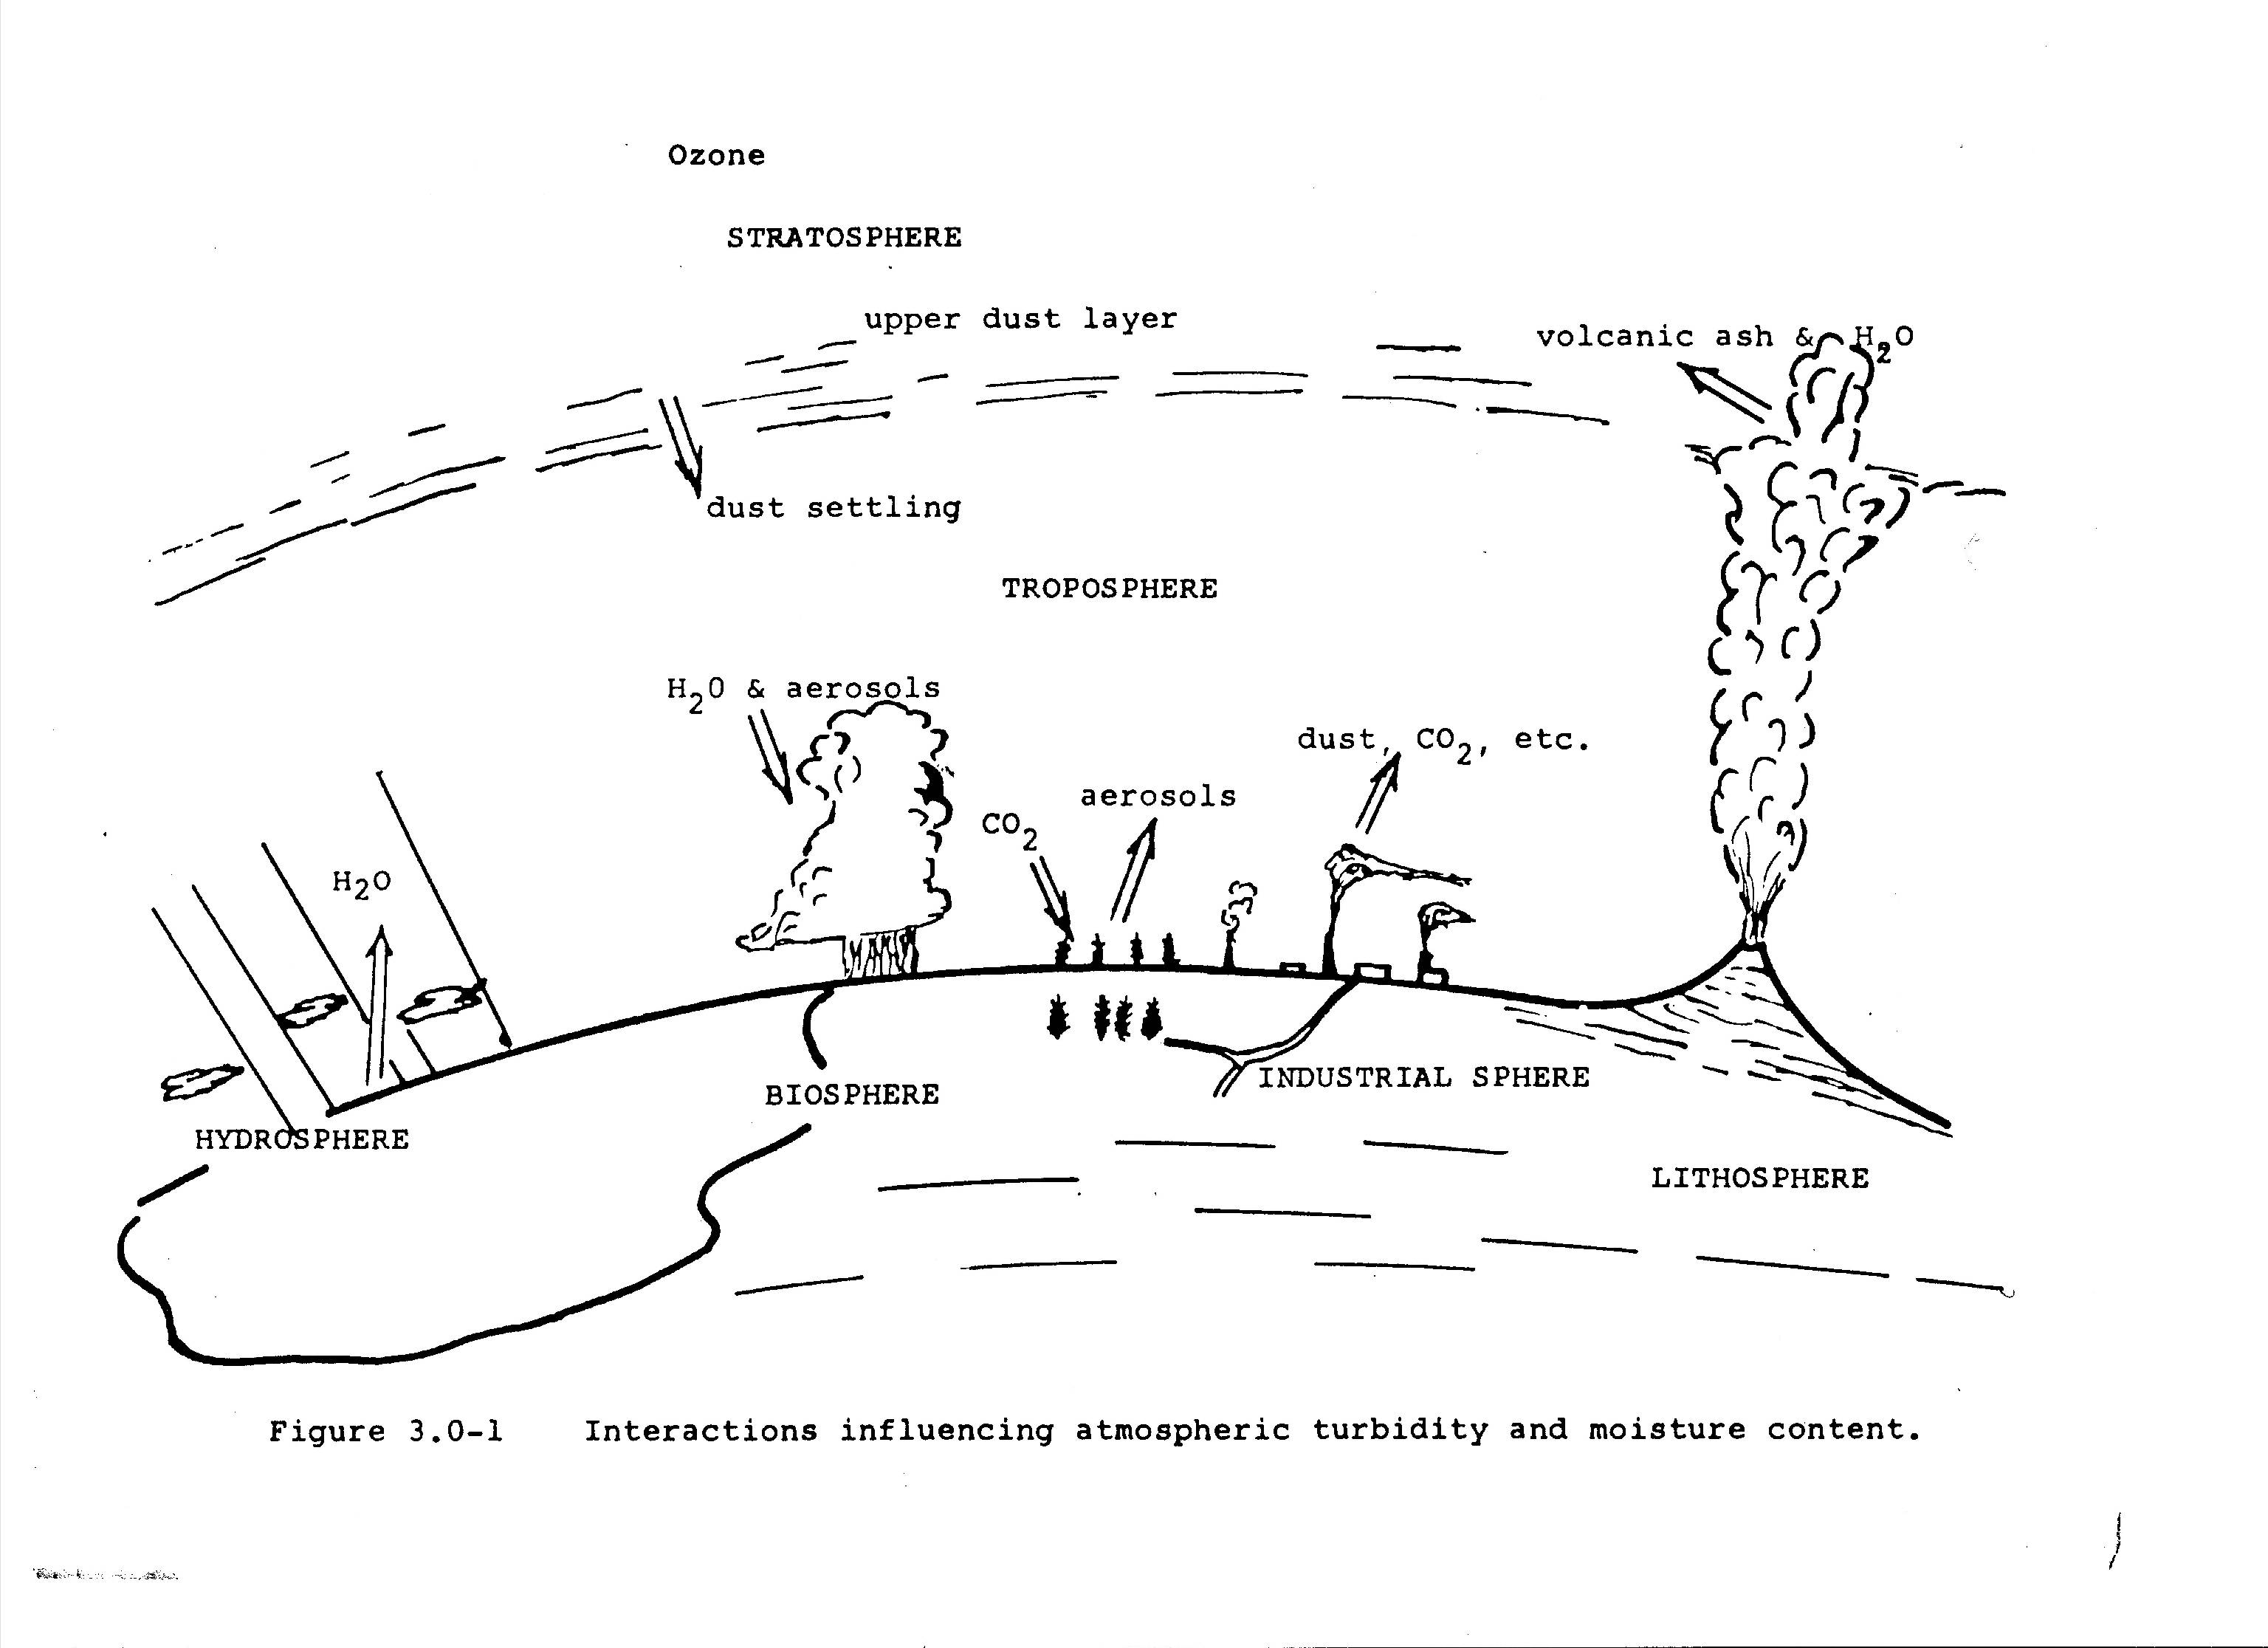 Ozone
STRATOSPHERE
upper dust layer
volcanic ash & H₂O
dust settling
TROPOSPHERE
H₂O & aerosols
dust, CO₂, etc.
aerosols
CO₂
H₂O
INDUSTRIAL SPHERE
BIOSPHERE
HYDROSPHERE
LITHOSPHERE
Figure 3.0-1 Interactions influencing atmospheric turbidity and moisture content.